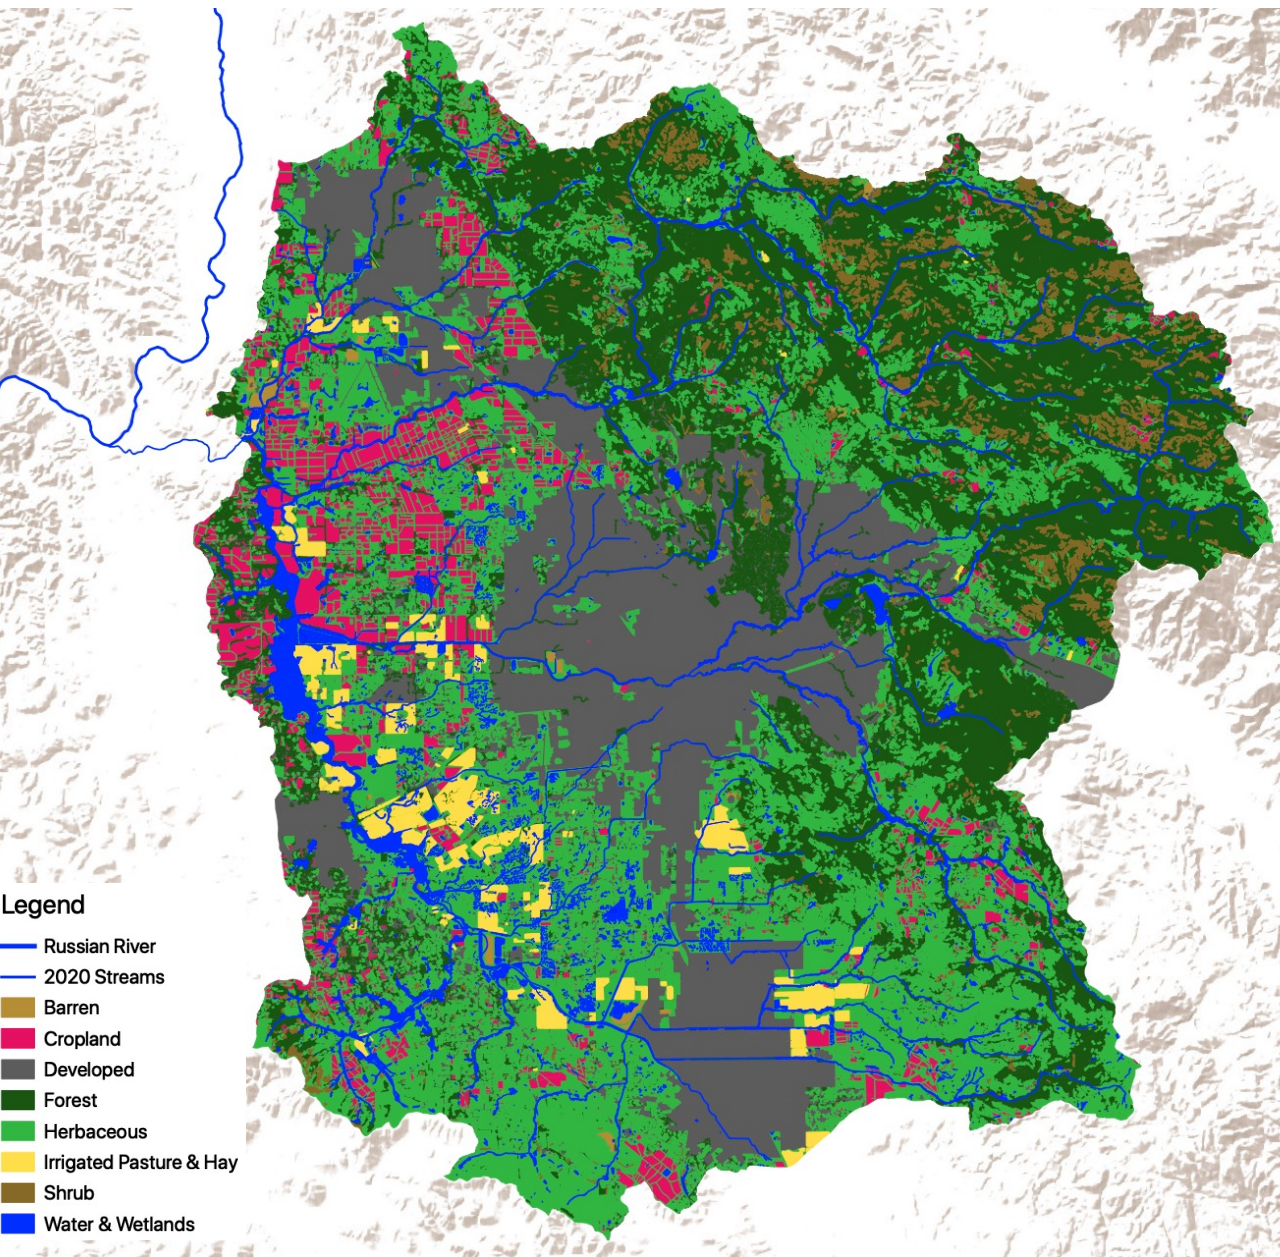 Legend
Russian River
2020 Streams
Barren
Cropland
Developed
Forest
Herbaceous
Irrigated Pasture & Hay
Shrub
Water & Wetlands